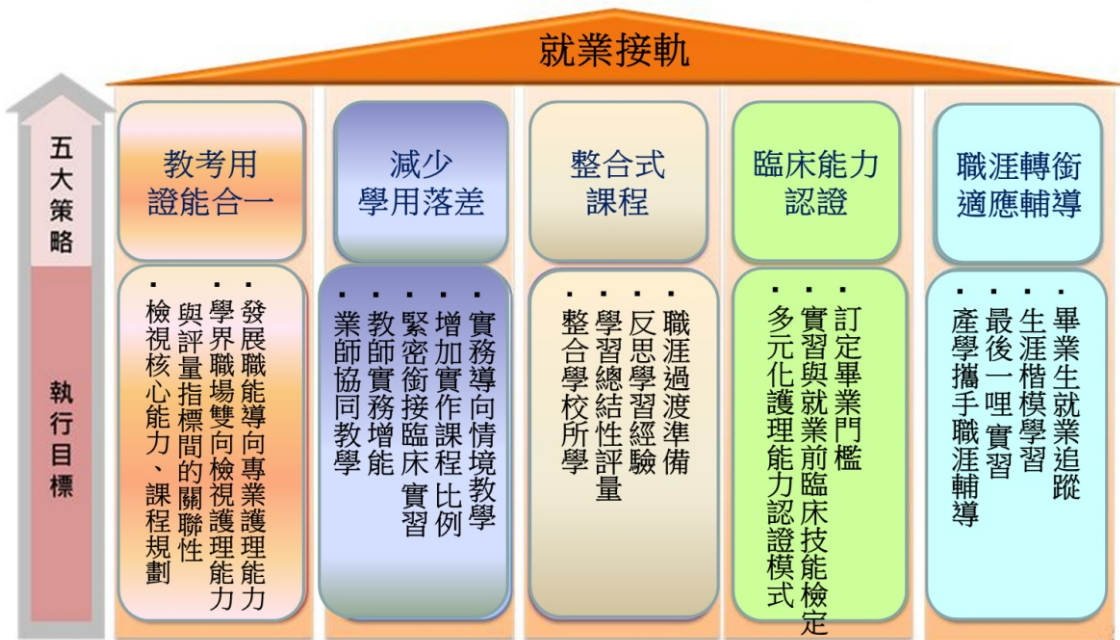 就業接軌
五大策略
教考用
證能合一
減少
學用落差
整合式
課程
臨床能力
認證
職涯轉銜
適應輔導
執行目標
▪ 檢視核心能力、課程規劃
與評量指標間的關聯性
▪ 學界職場雙向檢視護理能力
▪ 發展職能導向專業護理能力
▪ 業師協同教學
▪ 教師實務增能
▪ 緊密銜接臨床實習
▪ 增加實作課程比例
▪ 實務導向情境教學
▪ 整合學校所學
▪ 學習總結性評量
▪ 反思學習經驗
▪ 職涯過渡準備
▪ 多元化護理能力認證模式
▪ 實習與就業前臨床技能檢定
▪ 訂定畢業門檻
▪ 產學攜手職涯輔導
▪ 最後一哩實習
▪ 生涯楷模學習
▪ 畢業生就業追蹤